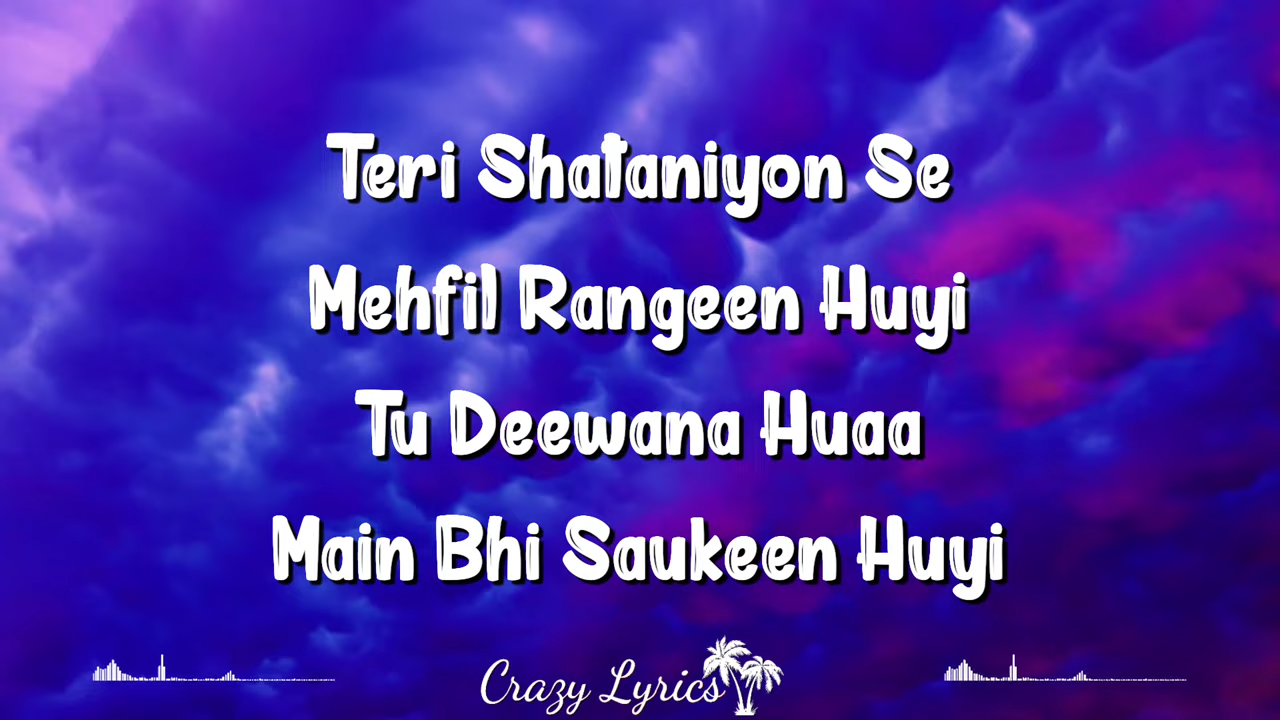 Teri Shataniyon Se
Mehfil Rangeen Huyi
Tu Deewana Huaa
Main Bhi Saukeen Huyi
Crazy Lyrics